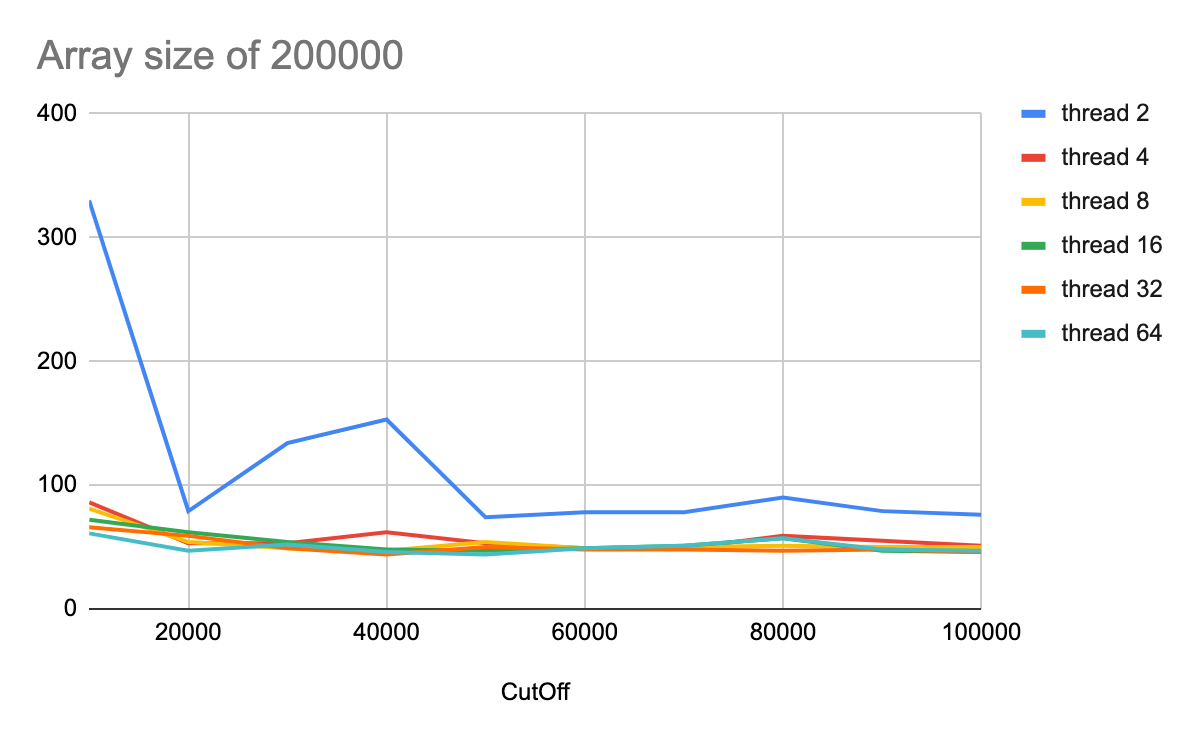 Array size of 200000
400
300
200
100
0
20000
40000
60000
80000
100000
CutOff
thread 2
thread 4
thread 8
thread 16
thread 32
thread 64